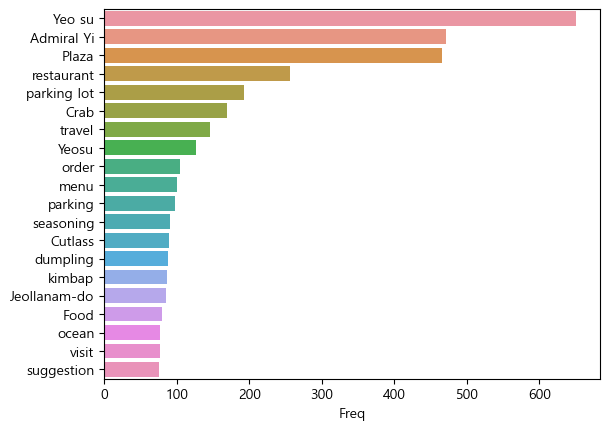 Yeo su
Admiral Yi
Plaza
restaurant
parking lot
Crab
travel
Yeosu
order
menu
parking
seasoning
Cutlass
dumpling
kimbap
Jeollanam-do
Food
ocean
visit
suggestion
0 100 200 300 400 500 600
Freq